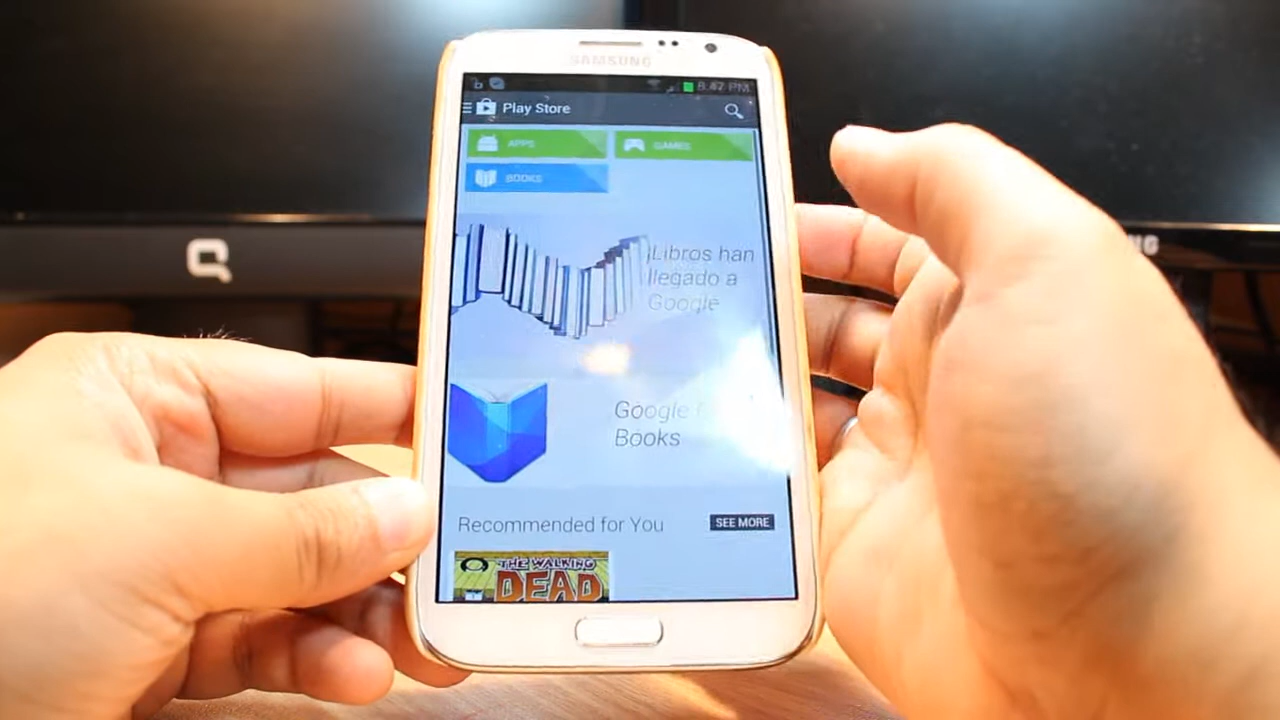 SAMSUNG
8:47 PM
Play Store
APPS
GAMES
BOOKS
Libros han
llegado a
Google
Google
Books
Recommended for You
SEE MORE
THE WALKING
DEAD